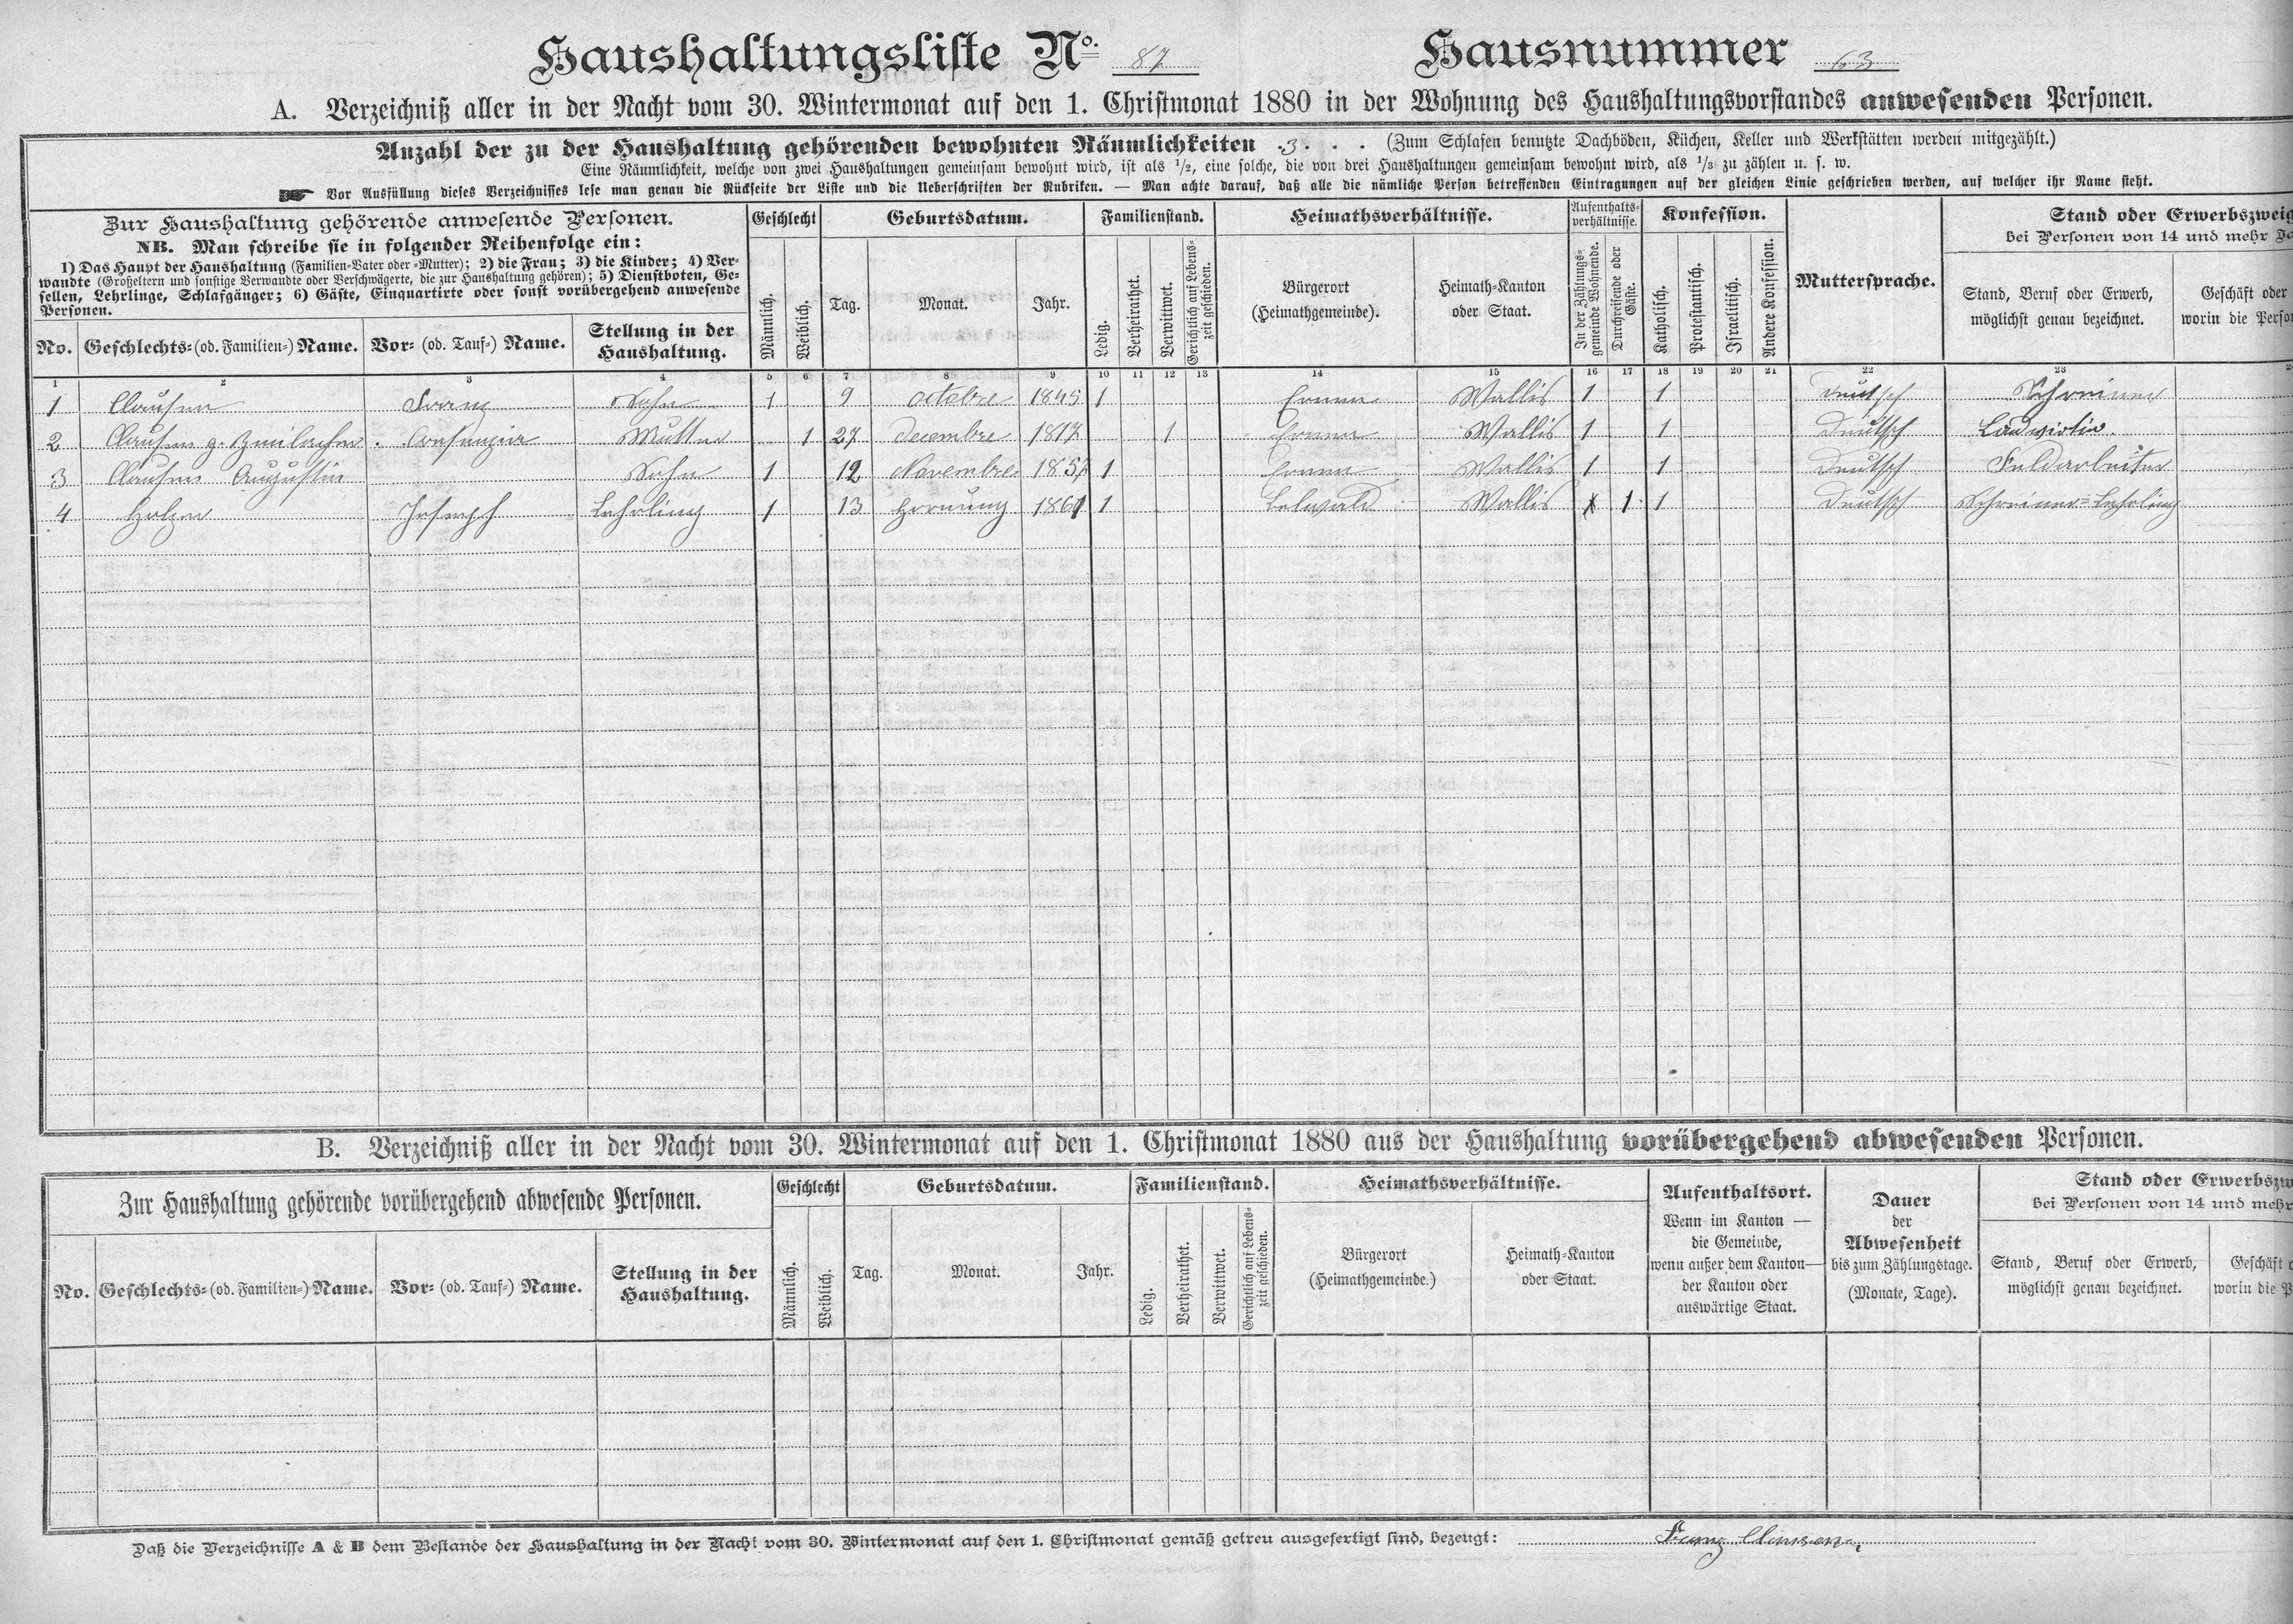 Haushaltungsliste No. 87 Hausnummer 63
A. Verzeichniß aller in der Nacht vom 30. Wintermonat auf den 1. Christmonat 1880 in der Wohnung des Haushaltungsvorstandes anwesenden Personen.
Anzahl der zu der Haushaltung gehörenden bewohnten Räumlichkeiten . 3 . . . (Zum Schlafen benutzte Dachböden, Küchen, Keller und Werkstätten werden mitgezählt.)
Eine Räumlichkeit, welche von zwei Haushaltungen gemeinsam bewohnt wird, ist als 1/2, eine solche, die von drei Haushaltungen gemeinsam bewohnt wird, als 1/3 zu zählen u. s. w.
Vor Ausfüllung dieses Verzeichnisses lese man genau die Rückseite der Liste und die Ueberschriften der Rubriken. — Man achte darauf, daß alle die nämliche Person betreffenden Eintragungen auf der gleichen Linie geschrieben werden, auf welcher ihr Name steht.
Zur Haushaltung gehörende anwesende Personen.
NB. Man schreibe sie in folgender Reihenfolge ein:
1) Das Haupt der Haushaltung (Familien-Vater oder -Mutter); 2) die Frau; 3) die Kinder; 4) Ver-
wandte (Großeltern und sonstige Verwandte oder Verschwägerte, die zur Haushaltung gehören); 5) Dienstboten, Ge-
sellen, Lehrlinge, Schlafgänger; 6) Gäste, Einquartirte oder sonst vorübergehend anwesende
Personen.
No. Geschlechts- (od. Familien-) Name. Vor- (od. Tauf-) Name. Stellung in der
Haushaltung.
Geschlecht
Männlich. Weiblich.
Geburtsdatum.
Tag. Monat. Jahr.
Familienstand.
Ledig. Verheirathet. Verwittwet. Gerichtlich auf Lebens-
zeit geschieden.
Heimathsverhältnisse.
Bürgerort
(Heimathgemeinde).
Heimath-Kanton
oder Staat.
Aufenthalts-
verhältnisse.
In der Zählungs-
gemeinde Wohnende.
Durchreisende oder
Gäste.
Konfession.
Katholisch. Protestantisch. Israelitisch. Andere Konfession.
Muttersprache.
Stand oder Erwerbszweig
bei Personen von 14 und mehr Ja
Stand, Beruf oder Erwerb,
möglichst genau bezeichnet.
Geschäft oder
worin die Person
1 2 3 4 5 6 7 8 9 10 11 12 13 14 15 16 17 18 19 20 21 22 23
1 Clausen Franz Sohn 1 9 octobre 1845 1 Ernen Wallis 1 1 Deutsch Schreiner
2 Clausen g. Mutter 1 27 decembre 1817 1 Ernen Wallis 1 1 Deutsch Landwirtin.
3 Clausen Augustin Sohn 1 12 Novembre 1857 1 Ernen Wallis 1 1 Deutsch Feldarbeiter
4 Holzer Joseph Lehrling 1 13 Hornung 1861 1 Belwald Wallis 1 1 Deutsch Schreiner-Lehrling
B. Verzeichniß aller in der Nacht vom 30. Wintermonat auf den 1. Christmonat 1880 aus der Haushaltung vorübergehend abwesenden Personen.
Zur Haushaltung gehörende vorübergehend abwesende Personen.
No. Geschlechts- (od. Familien-) Name. Vor- (od. Tauf-) Name. Stellung in der
Haushaltung.
Geschlecht
Männlich. Weiblich.
Geburtsdatum.
Tag. Monat. Jahr.
Familienstand.
Ledig. Verheirathet. Verwittwet. Gerichtlich auf Lebens-
zeit geschieden.
Heimathsverhältnisse.
Bürgerort
(Heimathgemeinde.)
Heimath-Kanton
oder Staat.
Aufenthaltsort.
Wenn im Kanton —
die Gemeinde,
wenn außer dem Kanton—
der Kanton oder
auswärtige Staat.
Dauer
der
Abwesenheit
bis zum Zählungstage.
(Monate, Tage).
Stand oder Erwerbszw
bei Personen von 14 und mehr
Stand, Beruf oder Erwerb,
möglichst genau bezeichnet.
Geschäft o
worin die P
Daß die Verzeichnisse A & B dem Bestande der Haushaltung in der Nacht vom 30. Wintermonat auf den 1. Christmonat gemäß getreu ausgefertigt sind, bezeugt: Franz Clausen.